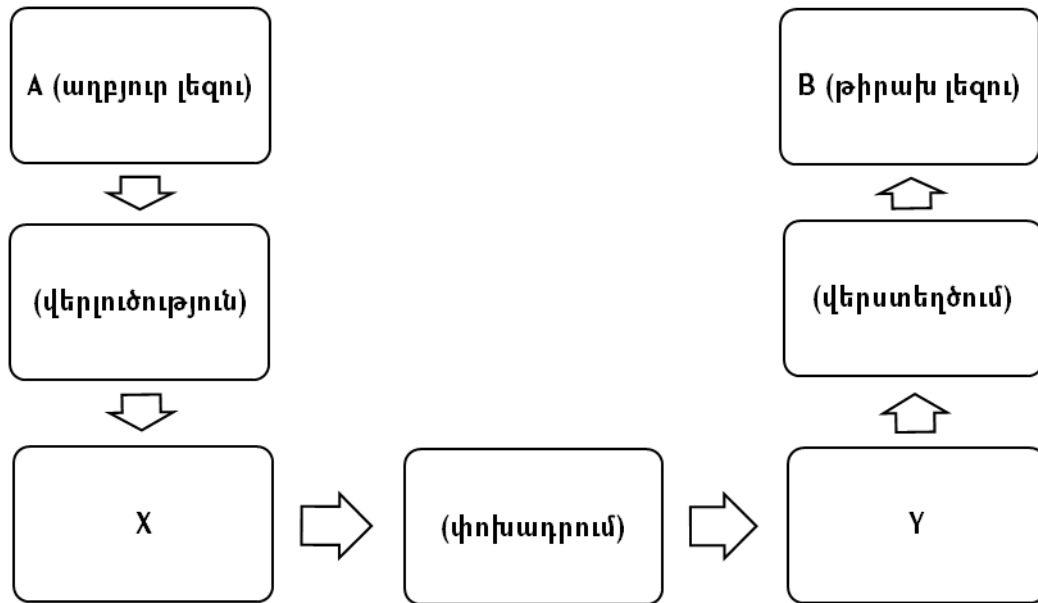 A (աղբյուր լեզու)
B (թիրախ լեզու)
(վերլուծություն)
(վերստեղծում)
X
(փոխադրում)
Y